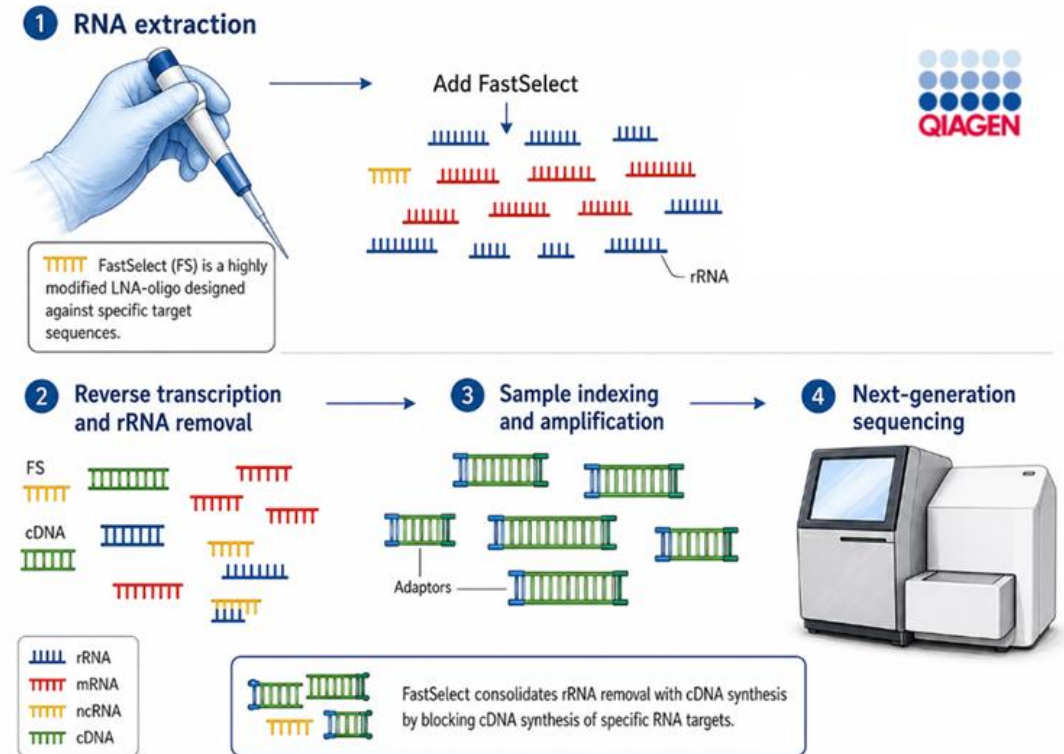 1 RNA extraction
Add FastSelect
QIAGEN
FastSelect (FS) is a highly
modified LNA-oligo designed
against specific target
sequences.
rRNA
2 Reverse transcription
and rRNA removal
3 Sample indexing
and amplification
4 Next-generation
sequencing
FS
cDNA
Adaptors
rRNA
mRNA
ncRNA
cDNA
FastSelect consolidates rRNA removal with cDNA synthesis
by blocking cDNA synthesis of specific RNA targets.